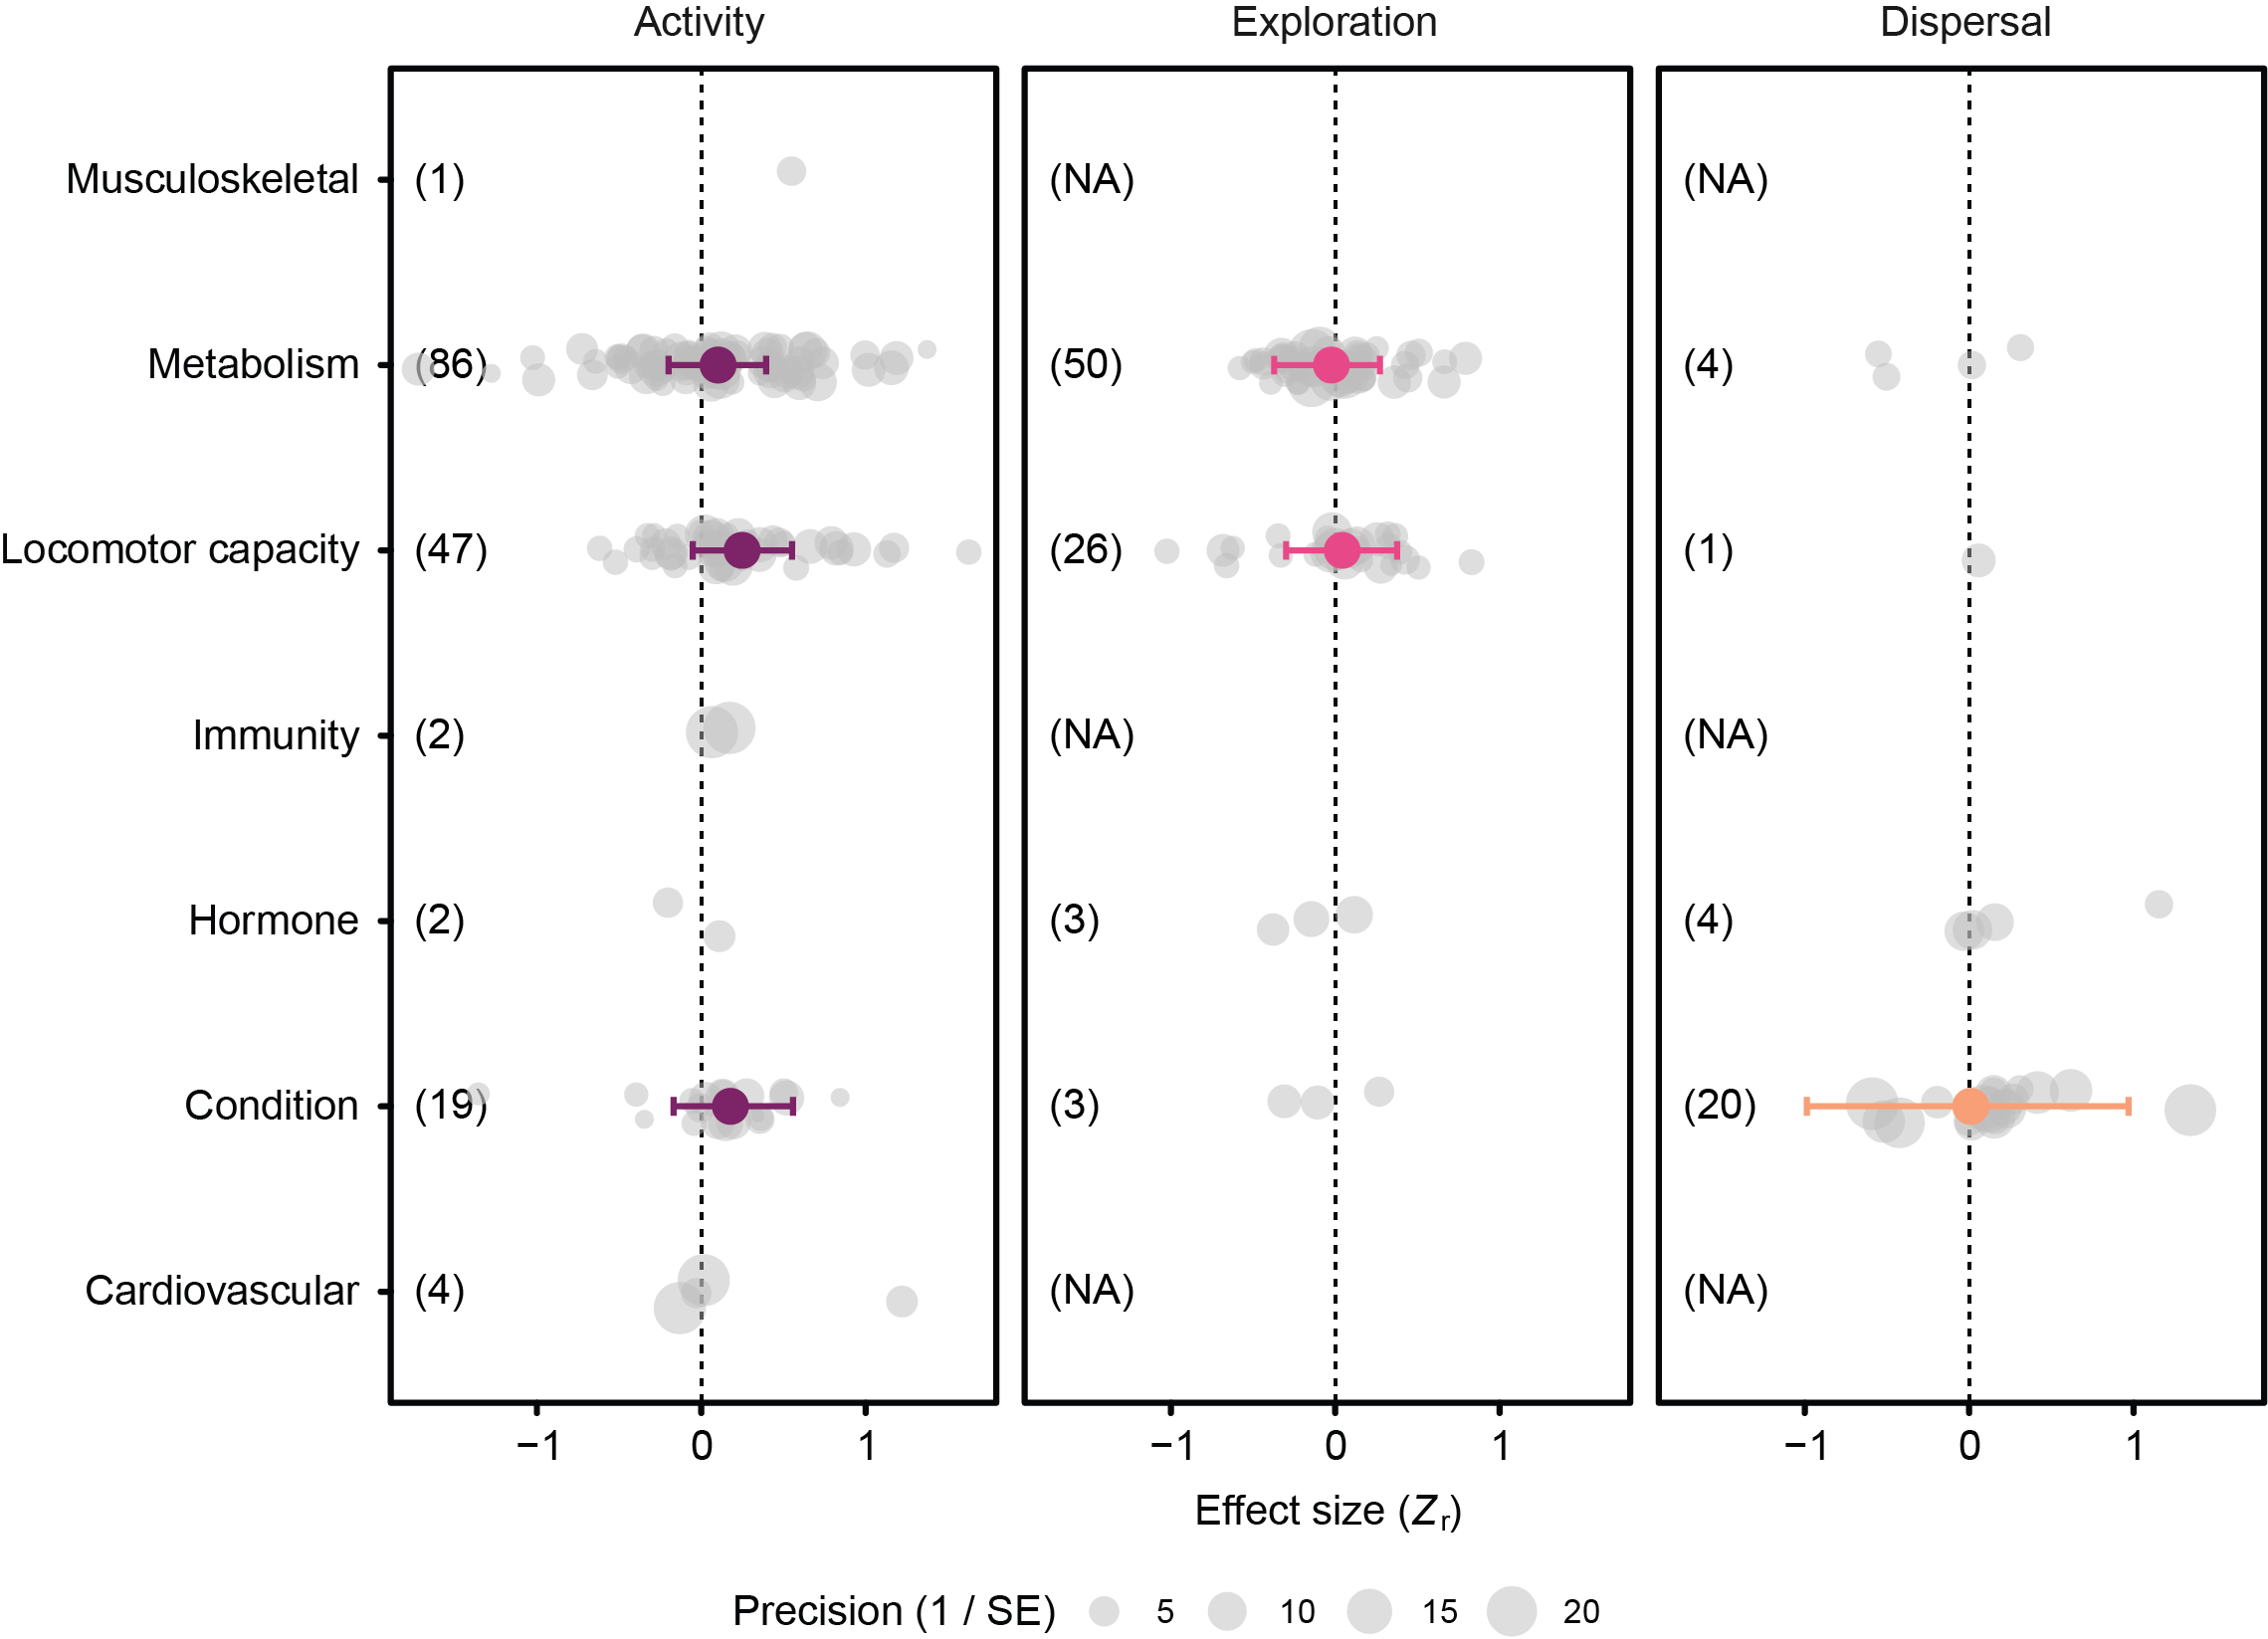 Activity Exploration Dispersal
Musculoskeletal (1) (NA) (NA)
Metabolism (86) (50) (4)
Locomotor capacity (47) (26) (1)
Immunity (2) (NA) (NA)
Hormone (2) (3) (4)
Condition (19) (3) (20)
Cardiovascular (4) (NA) (NA)
−1 0 1 −1 0 1 −1 0 1
Effect size (Zr)
Precision (1 / SE) 5 10 15 20